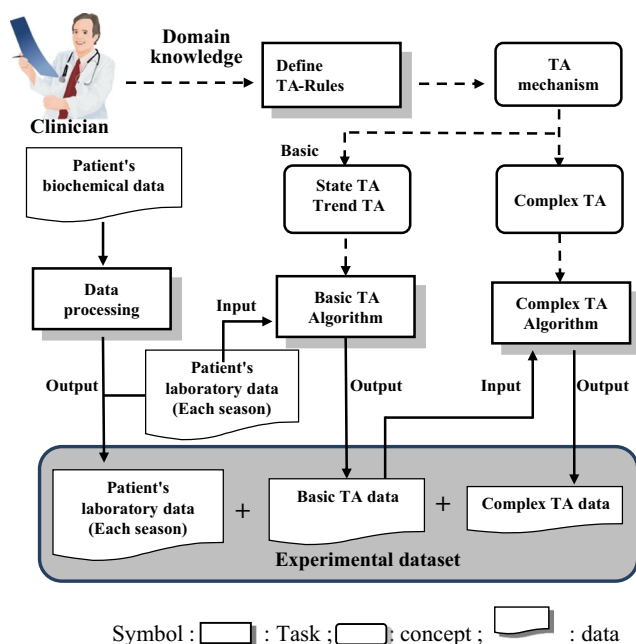 Domain
knowledge
Define
TA-Rules
TA
mechanism
Clinician
Basic
Patient's
biochemical data
State TA
Trend TA
Complex TA
Data
processing
Input
Basic TA
Algorithm
Complex TA
Algorithm
Output
Patient's
laboratory data
(Each season)
Output
Input
Output
Patient's
laboratory data
(Each season)
+
Basic TA data
+
Complex TA data
Experimental dataset
Symbol : : Task ; : concept ; : data